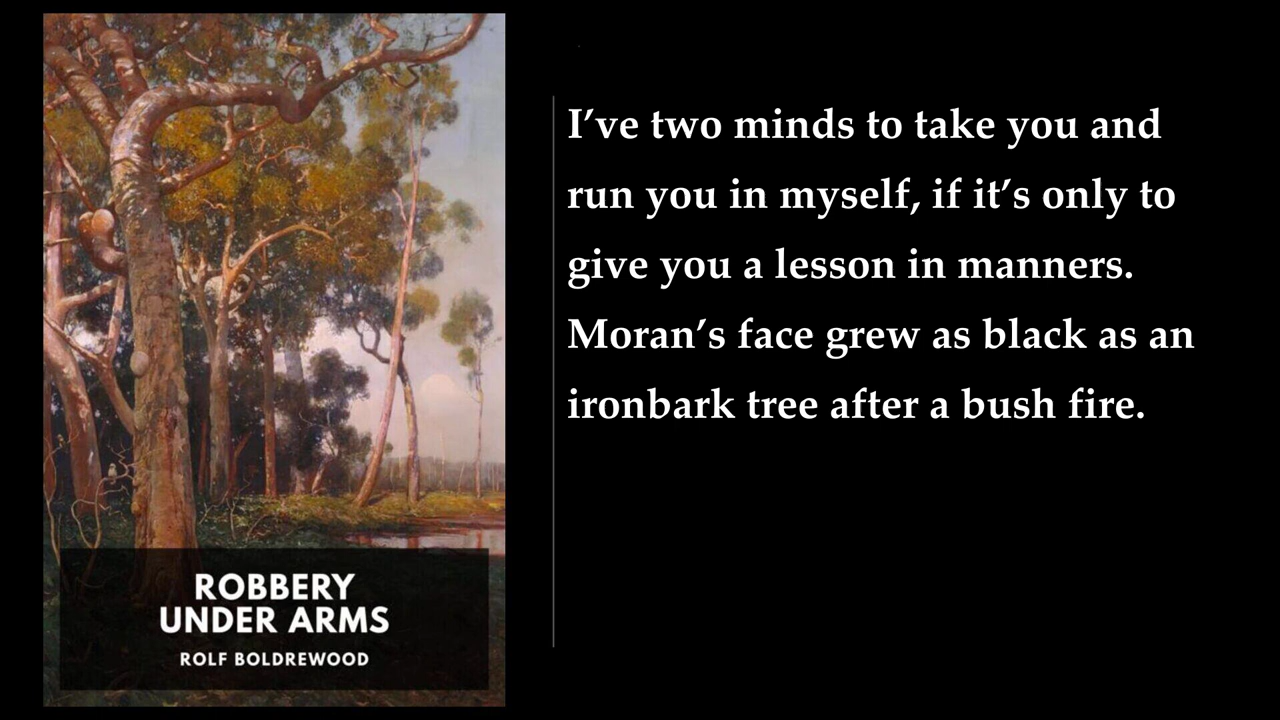 I’ve two minds to take you and
run you in myself, if it’s only to
give you a lesson in manners.
Moran’s face grew as black as an
ironbark tree after a bush fire.
ROBBERY
UNDER ARMS
ROLF BOLDREWOOD